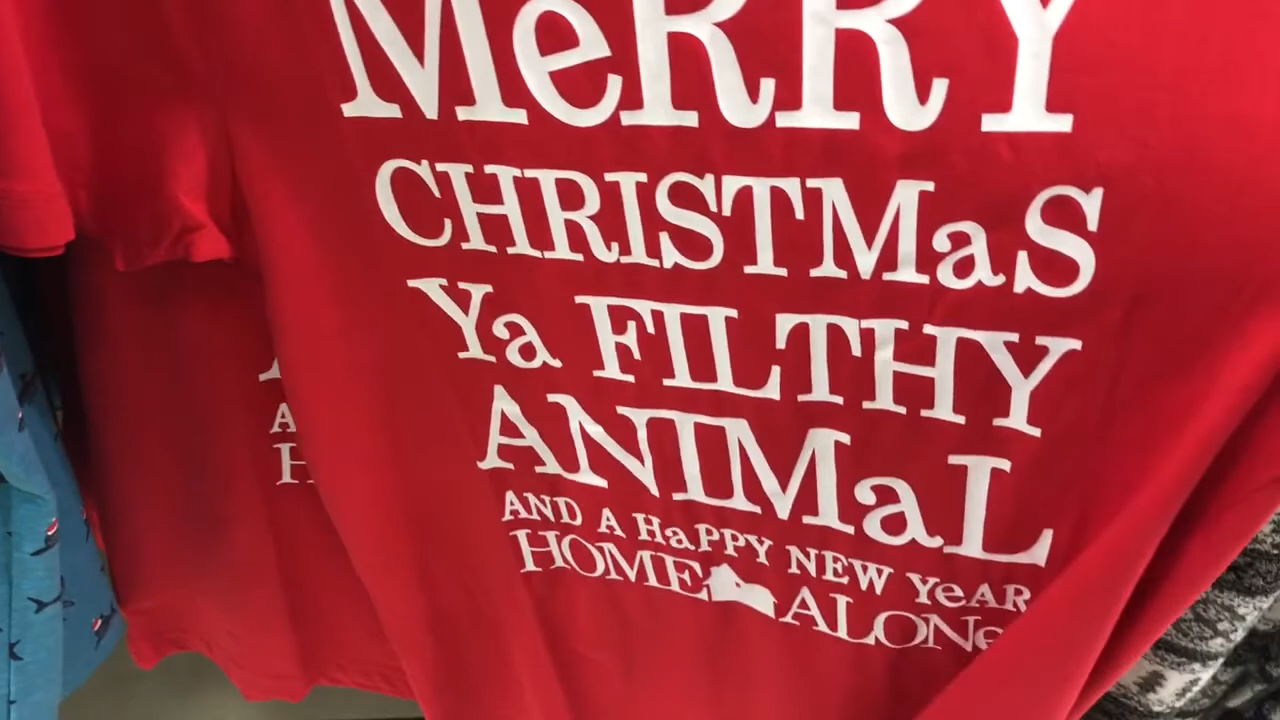 MeRRY
CHRISTMaS
Ya FILTHY
ANIMaL
AND A HaPPY NEW YeAR
HOME ALONe